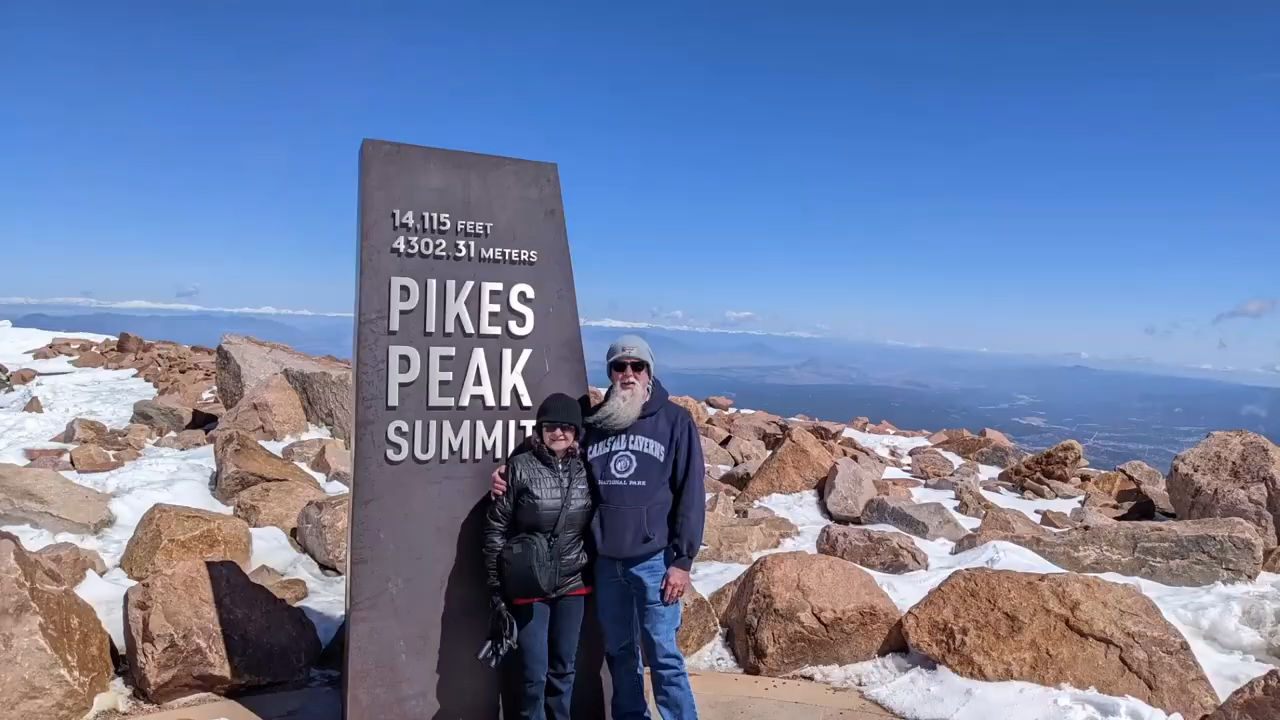 14,115 FEET
4302.31 METERS
PIKES
PEAK
SUMMIT
CARLSBAD CAVERNS
NATIONAL PARK